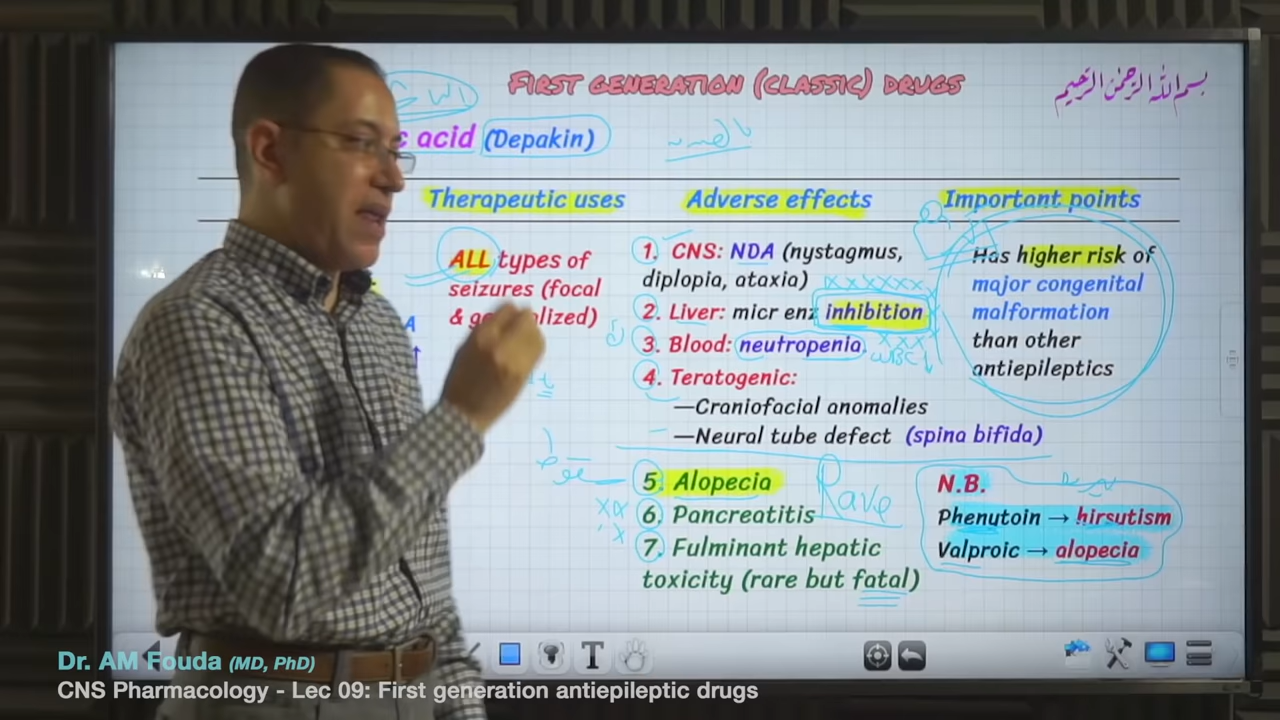 FIRST GENERATION (CLASSIC) DRUGS
بسم الله الرحمن الرحيم
c acid (Depakin)
Therapeutic uses
Adverse effects
Important points
ALL types of
seizures (focal
& generalized)
1. CNS: NDA (nystagmus,
diplopia, ataxia)
2. Liver: micr enz inhibition
3. Blood: neutropenia
WBC↓
4. Teratogenic:
—Craniofacial anomalies
—Neural tube defect (spina bifida)
5. Alopecia
6. Pancreatitis
Rare
7. Fulminant hepatic
toxicity (rare but fatal)
Has higher risk of
major congenital
malformation
than other
antiepileptics
N.B.
Phenutoin → hirsutism
Valproic → alopecia
T
Dr. AM Fouda (MD, PhD)
CNS Pharmacology - Lec 09: First generation antiepileptic drugs